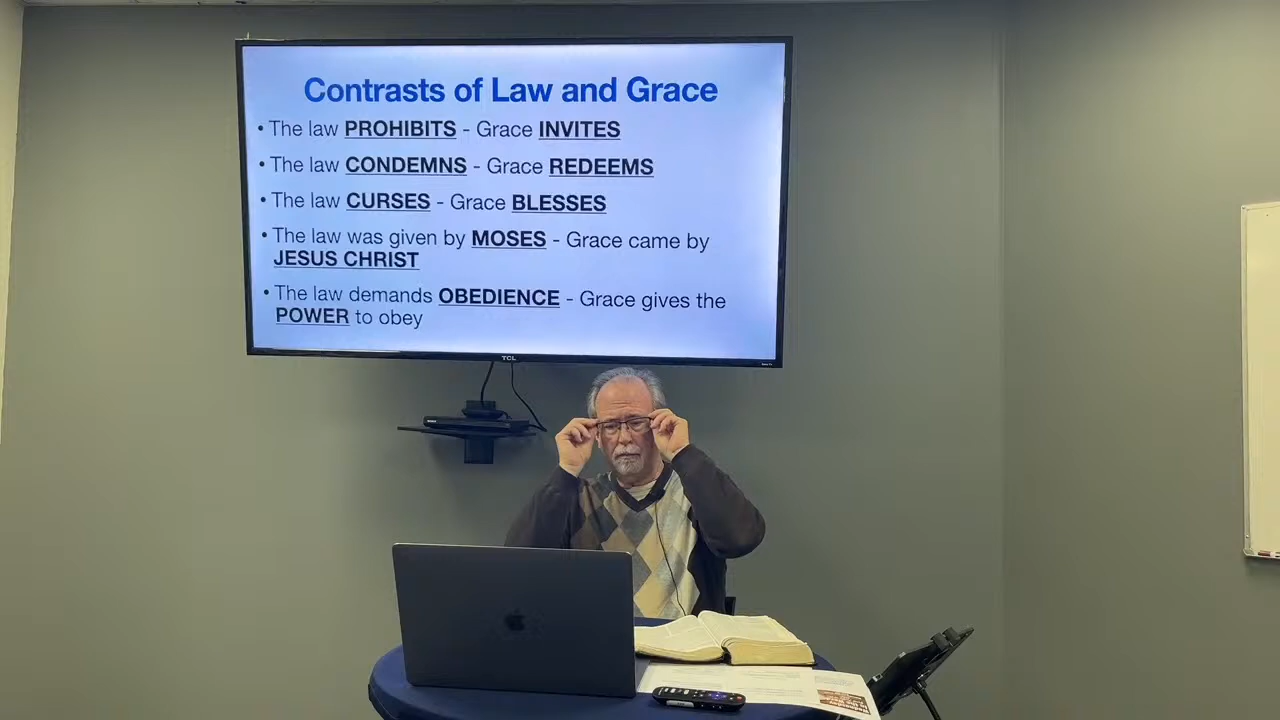 Contrasts of Law and Grace
• The law PROHIBITS - Grace INVITES
• The law CONDEMNS - Grace REDEEMS
• The law CURSES - Grace BLESSES
• The law was given by MOSES - Grace came by
JESUS CHRIST
• The law demands OBEDIENCE - Grace gives the
POWER to obey
TCL